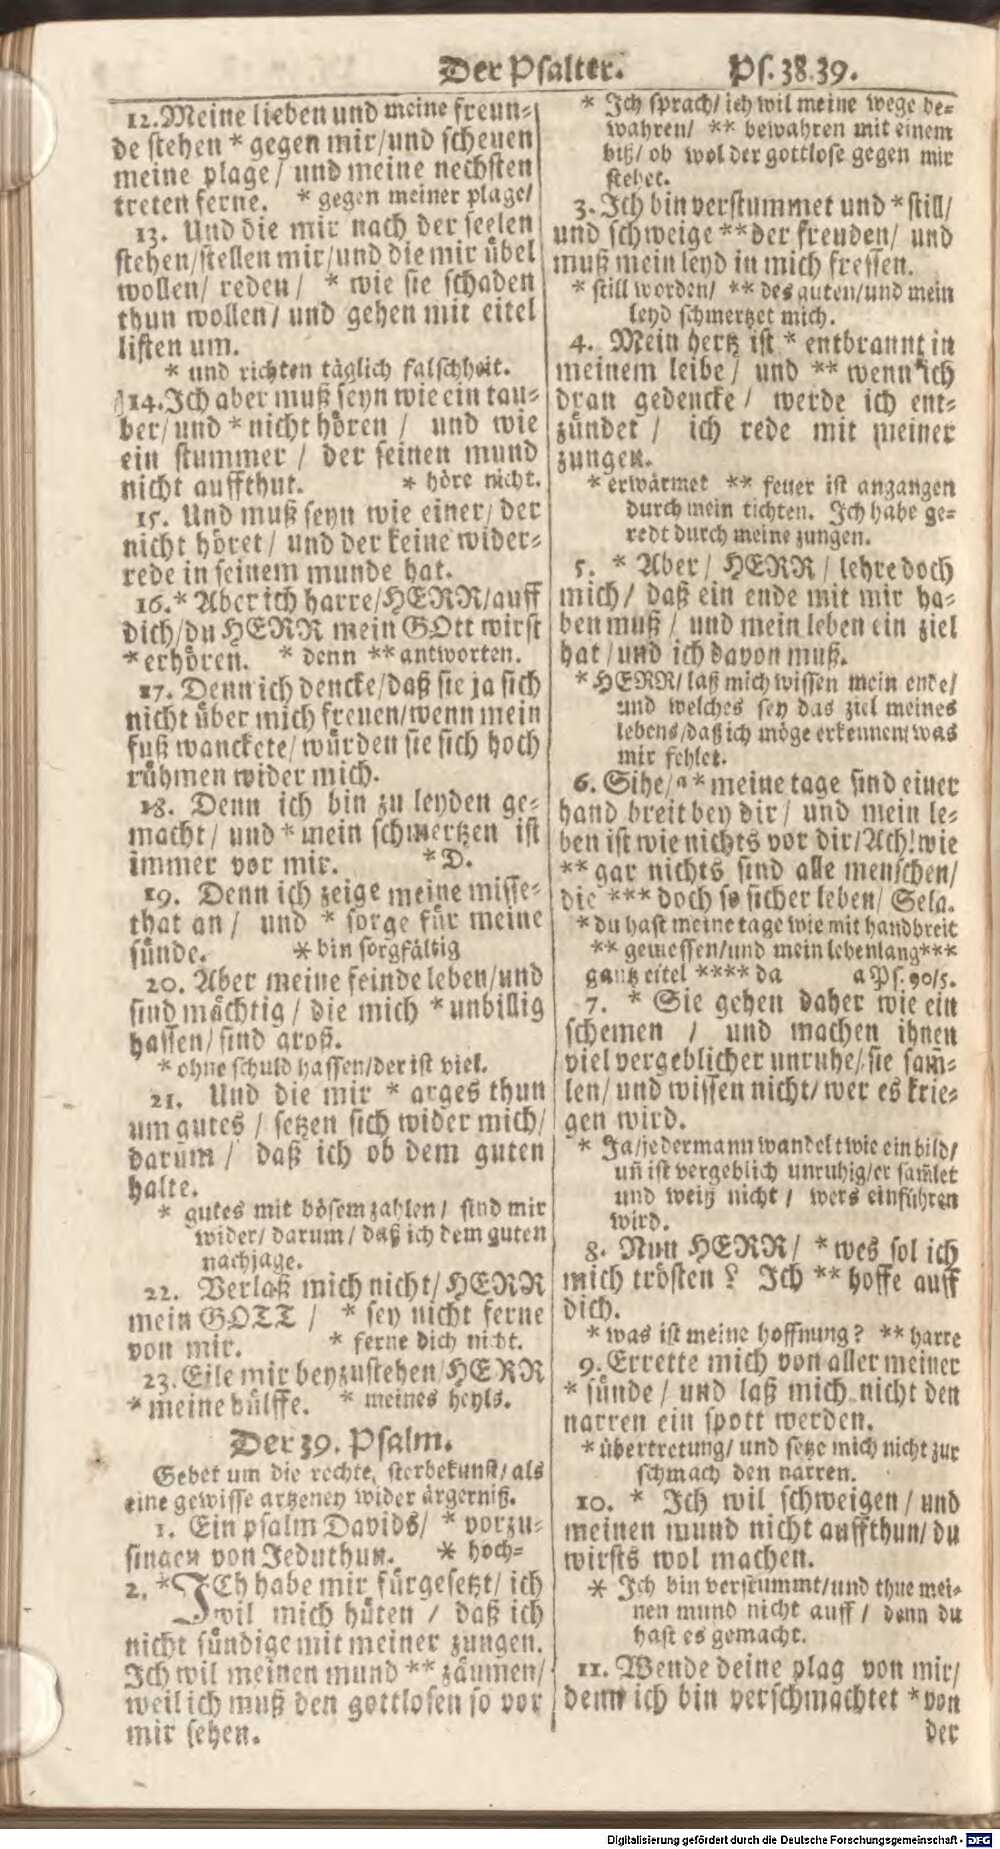 Der Psalter. Ps. 38.39.
12. Meine lieben und meine freun-
de stehen * gegen mir/ und scheuen
meine plage/ und meine nechsten
treten ferne. * gegen meiner plage/
13. Und die mir nach der seelen
stehen/ stellen mir/ und die mir übel
wollen/ reden/ * wie sie schaden
thun wollen/ und gehen mit eitel
listen um.
* und richten täglich falschheit.
14. Ich aber muß seyn wie ein tau-
ber/ und * nicht hören/ und wie
ein stummer/ der seinen mund
nicht auffthut. * höre nicht.
15. Und muß seyn wie einer/ der
nicht höret/ und der keine wider-
rede in seinem munde hat.
16. * Aber ich harre/ HERR/ auff
dich/ du HERR mein GOtt wirst
* erhören. * denn ** antworten.
17. Denn ich dencke/ daß sie ja sich
nicht über mich freuen/ wenn mein
fuß wanckete/ würden sie sich hoch
rühmen wider mich.
18. Denn ich bin zu leyden ge-
macht/ und * mein schmertzen ist
immer vor mir. * D.
19. Denn ich zeige meine misse-
that an/ und * sorge für meine
sünde. * bin sorgfältig
20. Aber meine feinde leben/ und
sind mächtig/ die mich * unbillig
hassen/ sind groß.
* ohne schuld hassen/ der ist viel.
21. Und die mir * arges thun
um gutes/ setzen sich wider mich/
darum/ daß ich ob dem guten
halte.
* gutes mit bösem zahlen/ sind mir
wider/ darum/ daß ich dem guten
nachjage.
22. Verlaß mich nicht/ HERR
mein GOTT/ * sey nicht ferne
von mir. * ferne dich nicht.
23. Eile mir beyzustehen/ HERR
* meine hülffe. * meines heyls.
Der 39. Psalm.
Gebet um die rechte sterbekunst/ als
eine gewisse artzeney wider ärgerniß.
1. Ein psalm Davids/ * vorzu-
singen von Jeduthun. * hoch-
2. * JCh habe mir fürgesetzt/ ich
wil mich hüten/ daß ich
nicht sündige mit meiner zungen.
Ich wil meinen mund ** zäumen/
weil ich muß den gottlosen so vor
mir sehen.
* Ich sprach/ ich wil meine wege be-
wahren/ ** bewahren mit einem
biß/ ob wol der gottlose gegen mir
stehet.
3. Ich bin verstummet und * still/
und schweige ** der freuden/ und
muß mein leyd in mich fressen.
* still worden/ ** des guten/ und mein
leyd schmertzet mich.
4. Mein hertz ist * entbrannt in
meinem leibe/ und ** wenn ich
dran gedencke/ werde ich ent-
zündet/ ich rede mit meiner
zungen.
* erwärmet ** feuer ist angangen
durch mein tichten. Ich habe ge-
redt durch meine zungen.
5. * Aber/ HERR/ lehre doch
mich/ daß ein ende mit mir ha-
ben muß/ und mein leben ein ziel
hat/ und ich davon muß.
* HERR/ laß mich wissen mein ende/
und welches sey das ziel meines
lebens/ daß ich möge erkennen/ was
mir fehlet.
6. Sihe/ a * meine tage sind einer
hand breit bey dir/ und mein le-
ben ist wie nichts vor dir/ Ach! wie
** gar nichts sind alle menschen/
die *** doch so sicher leben/ Sela.
* du hast meine tage wie mit handbreit
** gemessen/ und mein lebenlang ***
gantz eitel **** da a Ps. 90/5.
7. * Sie gehen daher wie ein
schemen/ und machen ihnen
viel vergeblicher unruhe/ sie sam̃-
len/ und wissen nicht/ wer es krie-
gen wird.
* Ja/ jedermann wandelt wie ein bild/
uñ ist vergeblich unruhig/ er sam̃let
und weiß nicht/ wers einführen
wird.
8. Nun HERR/ * wes sol ich
mich trösten? Ich ** hoffe auff
dich.
* was ist meine hoffnung? ** harre
9. Errette mich von aller meiner
* sünde/ und laß mich nicht den
narren ein spott werden.
* übertretung/ und setze mich nicht zur
schmach den narren.
10. * Ich wil schweigen/ und
meinen mund nicht auffthun/ du
wirsts wol machen.
* Ich bin verstummt/ und thue mei-
nen mund nicht auff/ denn du
hast es gemacht.
11. Wende deine plag von mir/
denn ich bin verschmachtet * von
der
Digitalisierung gefördert durch die Deutsche Forschungsgemeinschaft - DFG